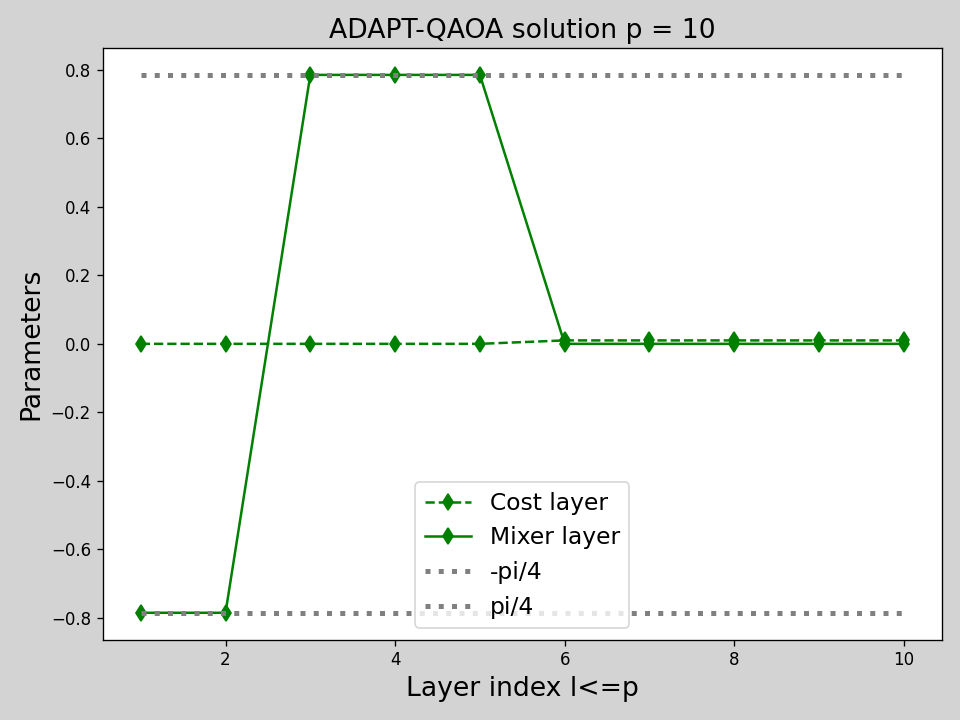 ADAPT-QAOA solution p = 10
0.8
0.6
0.4
0.2
0.0
−0.2
−0.4
−0.6
−0.8
Parameters
Cost layer
Mixer layer
-pi/4
pi/4
2 4 6 8 10
Layer index l<=p